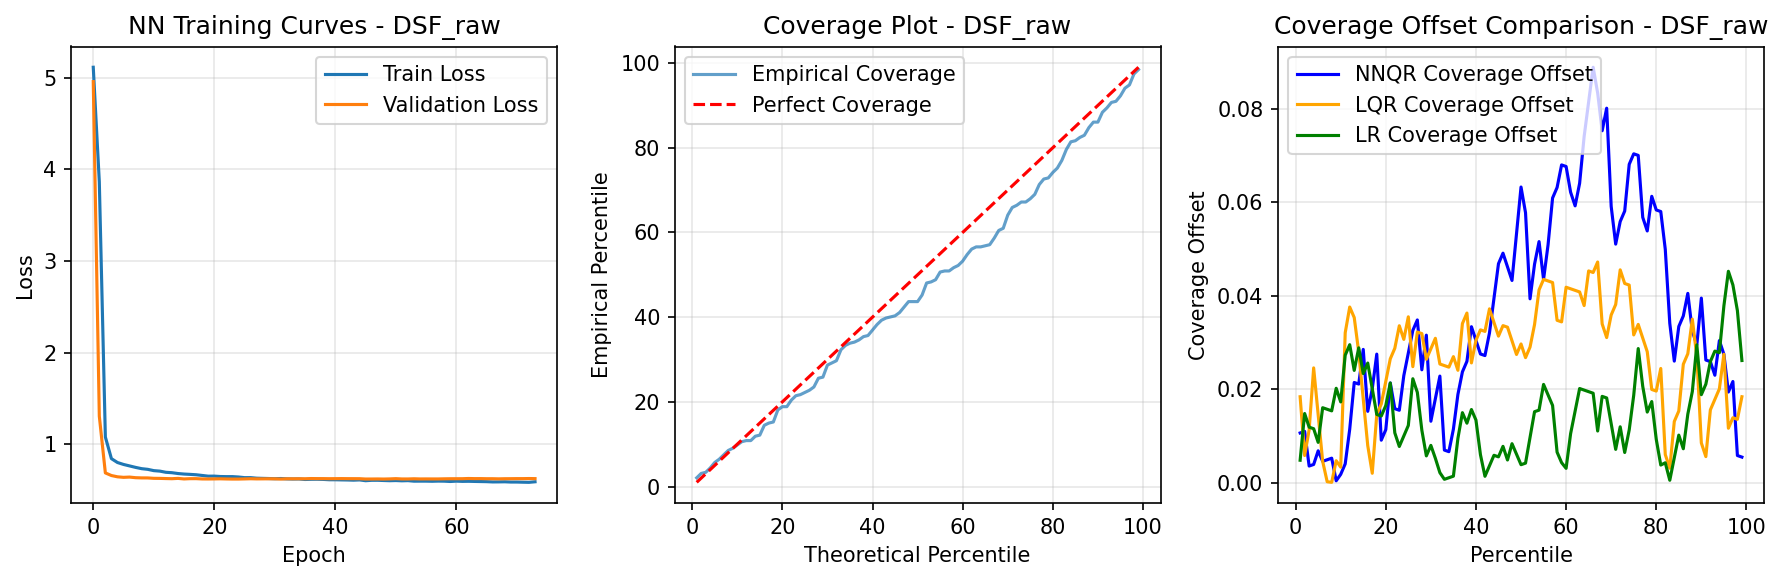 NN Training Curves - DSF_raw
Train Loss
Validation Loss
5
4
3
2
1
0
20
40
60
Loss
Epoch
Coverage Plot - DSF_raw
Empirical Coverage
Perfect Coverage
100
80
60
40
20
0
0
20
40
60
80
100
Empirical Percentile
Theoretical Percentile
Coverage Offset Comparison - DSF_raw
NNQR Coverage Offset
LQR Coverage Offset
LR Coverage Offset
0.08
0.06
0.04
0.02
0.00
0
20
40
60
80
100
Coverage Offset
Percentile